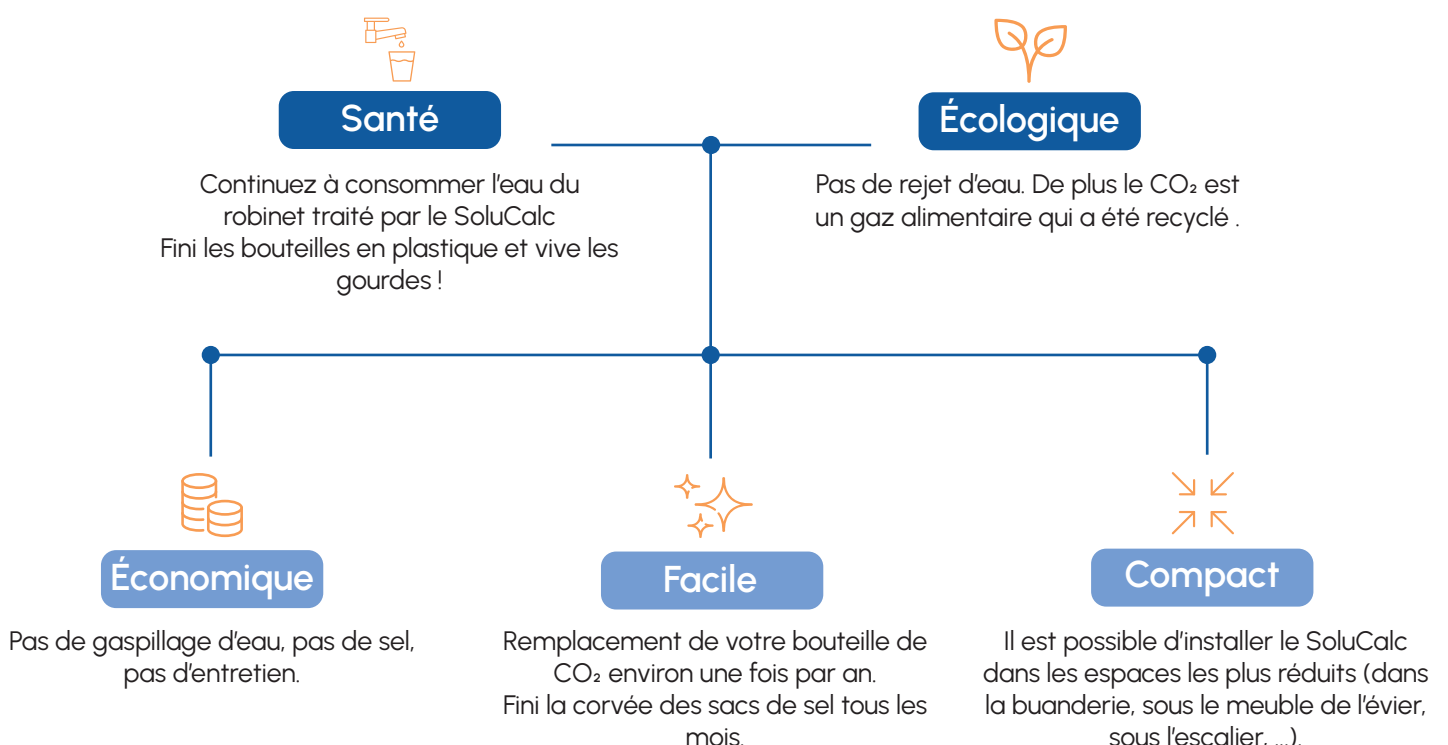 Santé
Continuez à consommer l'eau du
robinet traité par le SoluCalc
Fini les bouteilles en plastique et vive les
gourdes !
Écologique
Pas de rejet d'eau. De plus le CO₂ est
un gaz alimentaire qui a été recyclé .
Économique
Pas de gaspillage d'eau, pas de sel,
pas d'entretien.
Facile
Remplacement de votre bouteille de
CO₂ environ une fois par an.
Fini la corvée des sacs de sel tous les
mois.
Compact
Il est possible d'installer le SoluCalc
dans les espaces les plus réduits (dans
la buanderie, sous le meuble de l'évier,
sous l'escalier, ...).